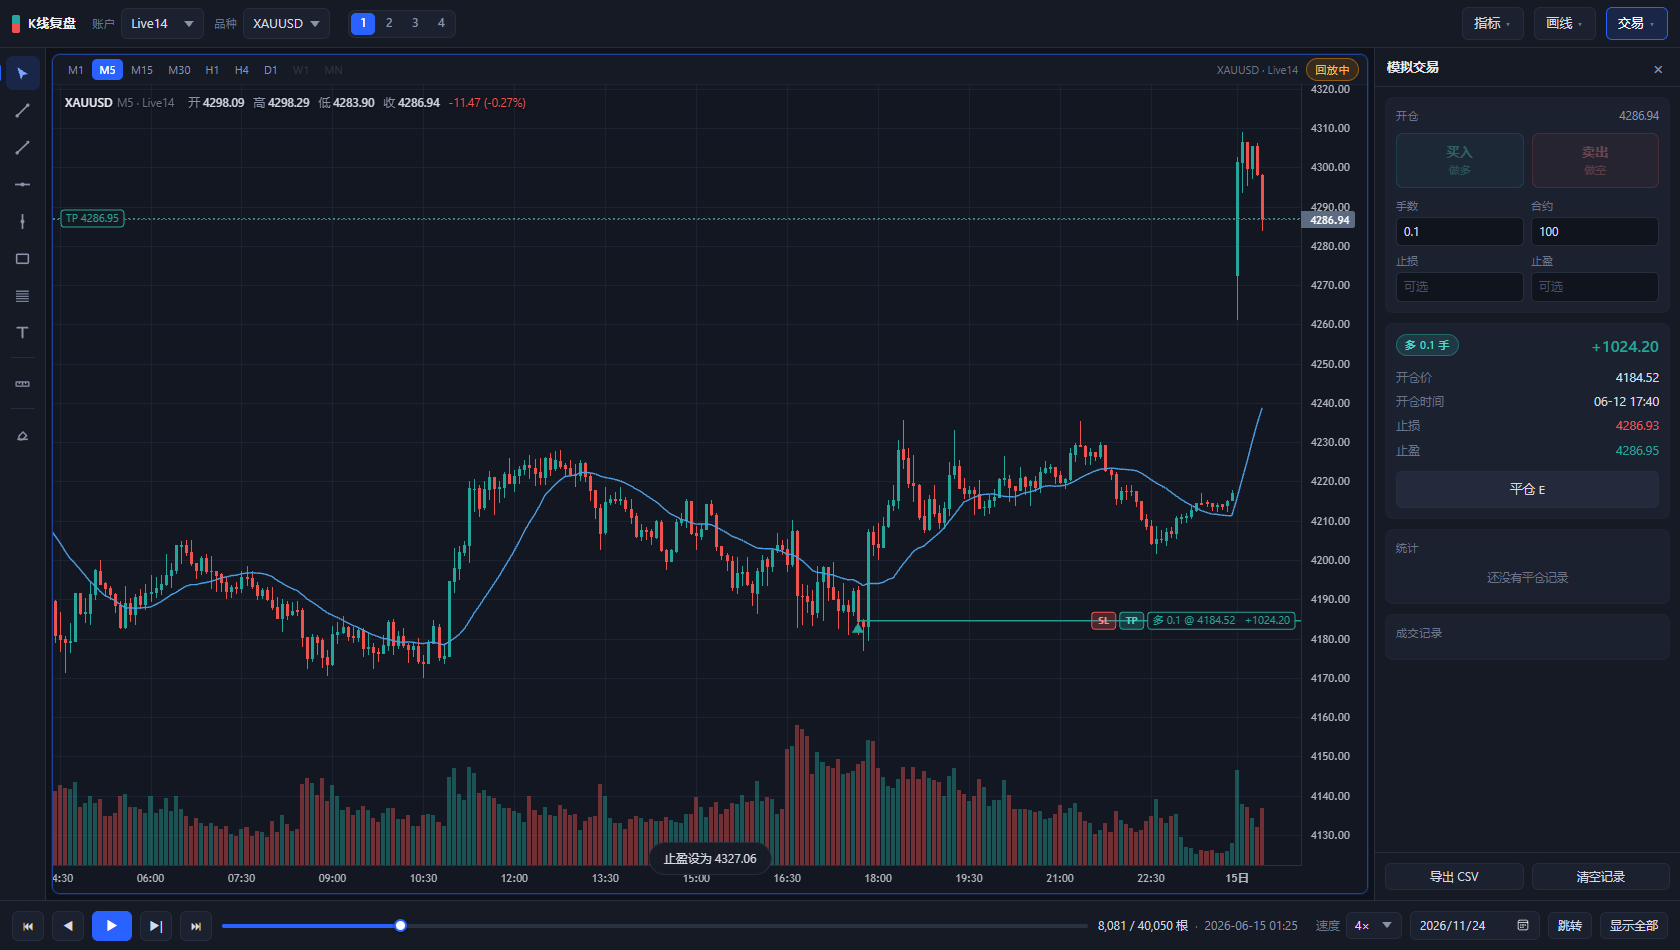 K线复盘 账户 Live14 品种 XAUUSD 1 2 3 4 指标 画线 交易
M1 M5 M15 M30 H1 H4 D1 W1 MN XAUUSD · Live14 回放中
XAUUSD M5 · Live14 开 4298.09 高 4298.29 低 4283.90 收 4286.94 -11.47 (-0.27%)
4320.00
4310.00
4300.00
4290.00
TP 4286.95
4286.94
4280.00
4270.00
4260.00
4250.00
4240.00
4230.00
4220.00
4210.00
4200.00
4190.00
SL TP 多 0.1 @ 4184.52 +1024.20
4180.00
4170.00
4160.00
4150.00
4140.00
4130.00
止盈设为 4327.06
4:30 06:00 07:30 09:00 10:30 12:00 13:30 15:00 16:30 18:00 19:30 21:00 22:30 15日
模拟交易 ×
开仓 4286.94
买入 卖出
做多 做空
手数 合约
0.1 100
止损 止盈
可选 可选
多 0.1 手 +1024.20
开仓价 4184.52
开仓时间 06-12 17:40
止损 4286.93
止盈 4286.95
平仓 E
统计
还没有平仓记录
成交记录
导出 CSV 清空记录
8,081 / 40,050 根 · 2026-06-15 01:25 速度 4× 2026/11/24 跳转 显示全部